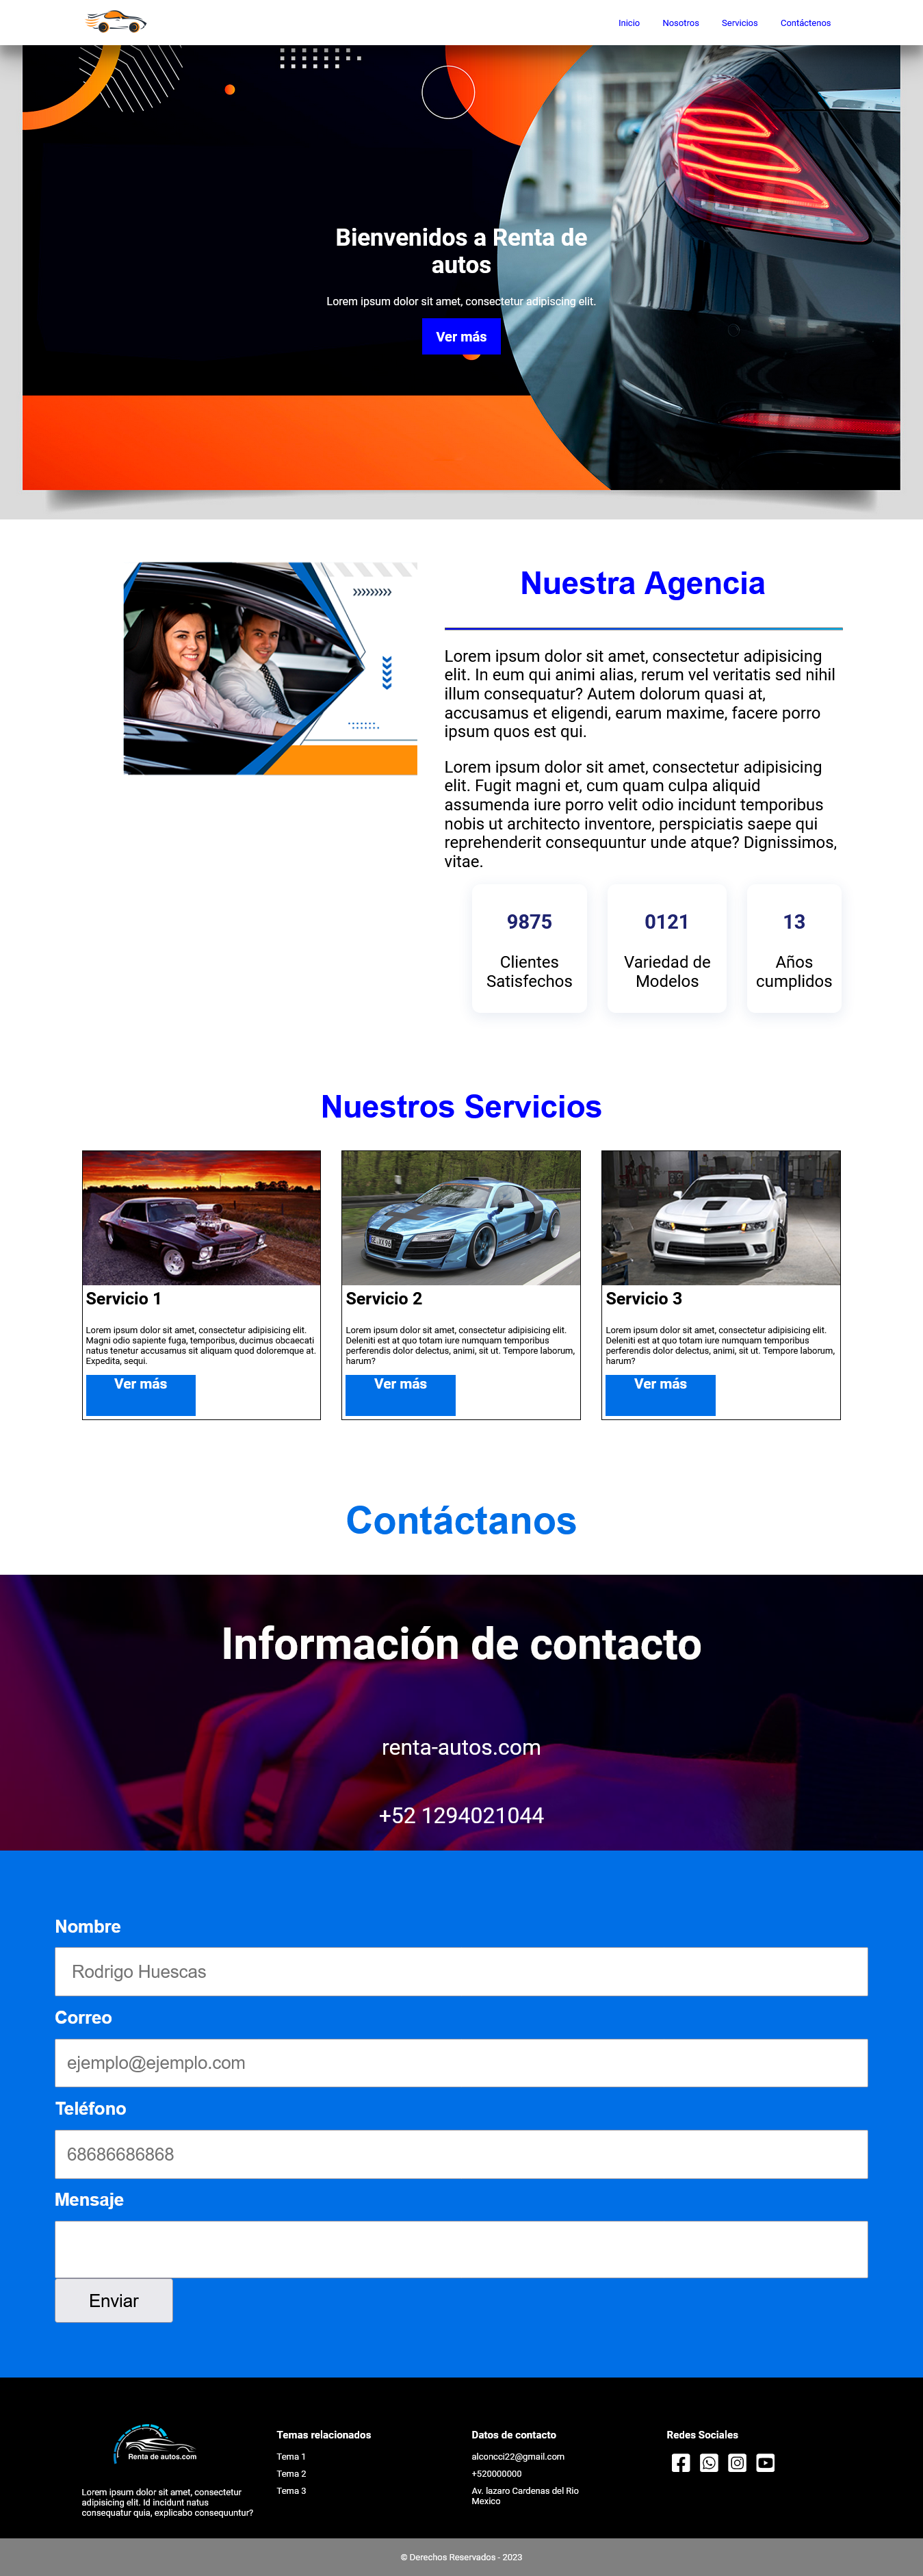 Inicio
Nosotros
Servicios
Contáctenos
Bienvenidos a Renta de
autos
Lorem ipsum dolor sit amet, consectetur adipiscing elit.
Ver más
Nuestra Agencia
Lorem ipsum dolor sit amet, consectetur adipisicing
elit. In eum qui animi alias, rerum vel veritatis sed nihil
illum consequatur? Autem dolorum quasi at,
accusamus et eligendi, earum maxime, facere porro
ipsum quos est qui.
Lorem ipsum dolor sit amet, consectetur adipisicing
elit. Fugit magni et, cum quam culpa aliquid
assumenda iure porro velit odio incidunt temporibus
nobis ut architecto inventore, perspiciatis saepe qui
reprehenderit consequuntur unde atque? Dignissimos,
vitae.
9875
Clientes
Satisfechos
0121
Variedad de
Modelos
13
Años
cumplidos
Nuestros Servicios
Servicio 1
Lorem ipsum dolor sit amet, consectetur adipisicing elit.
Magni odio sapiente fuga, temporibus, ducimus obcaecati
natus tenetur accusamus sit aliquam quod doloremque at.
Expedita, sequi.
Ver más
Servicio 2
Lorem ipsum dolor sit amet, consectetur adipisicing elit.
Deleniti est at quo totam iure numquam temporibus
perferendis dolor delectus, animi, sit ut. Tempore laborum,
harum?
Ver más
Servicio 3
Lorem ipsum dolor sit amet, consectetur adipisicing elit.
Deleniti est at quo totam iure numquam temporibus
perferendis dolor delectus, animi, sit ut. Tempore laborum,
harum?
Ver más
Contáctanos
Información de contacto
renta-autos.com
+52 1294021044
Nombre
Rodrigo Huescas
Correo
ejemplo@ejemplo.com
Teléfono
68686686868
Mensaje
Enviar
Renta de autos.com
Lorem ipsum dolor sit amet, consectetur
adipisicing elit. Id incidunt natus
consequatur quia, explicabo consequuntur?
Temas relacionados
Tema 1
Tema 2
Tema 3
Datos de contacto
alconcci22@gmail.com
+520000000
Av. lazaro Cardenas del Rio
Mexico
Redes Sociales
© Derechos Reservados - 2023